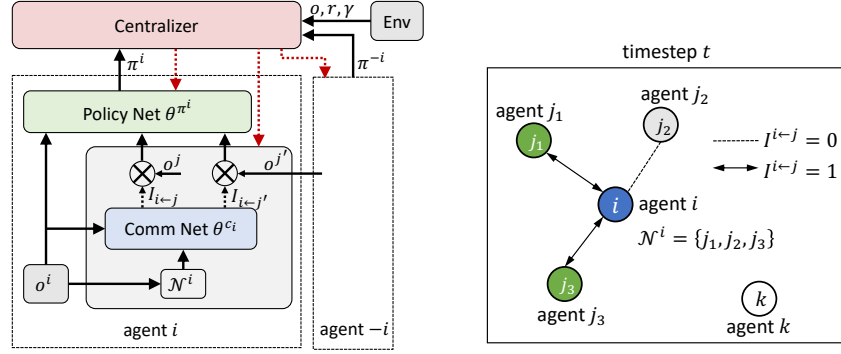 Centralizer
o, r, γ
Env
π^i
π^{-i}
Policy Net θ^{π^i}
o^j
o^{j'}
I_{i←j}
I_{i←j'}
Comm Net θ^{c_i}
o^i
𝒩^i
agent i
agent −i
timestep t
agent j_2
agent j_1
j_2
j_1
I^{i←j} = 0
I^{i←j} = 1
i
agent i
𝒩^i = {j_1, j_2, j_3}
j_3
agent j_3
k
agent k